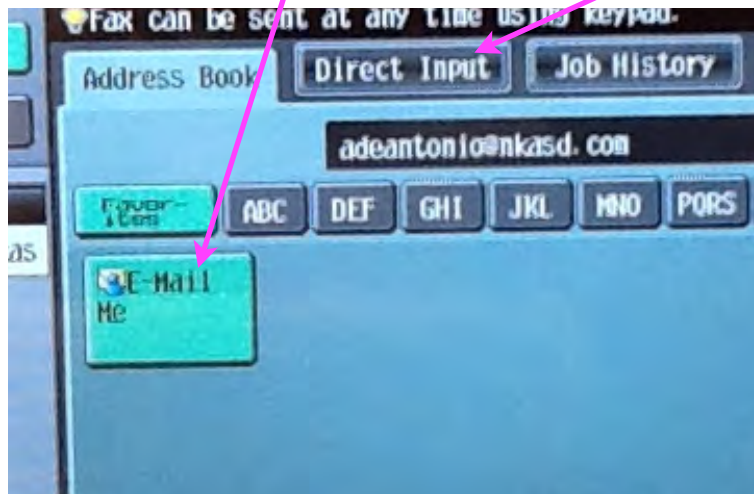 Fax can be sent at any time using keypad.
Address Book Direct Input Job History
adeantonio@nkasd.com
Favor-
ites ABC DEF GHI JKL MNO PQRS
as
E-Mail
Me